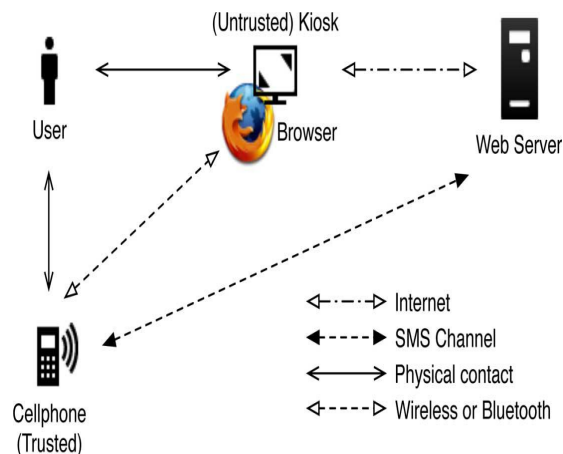 (Untrusted) Kiosk
User
Browser
Web Server
Internet
SMS Channel
Physical contact
Wireless or Bluetooth
Cellphone
(Trusted)